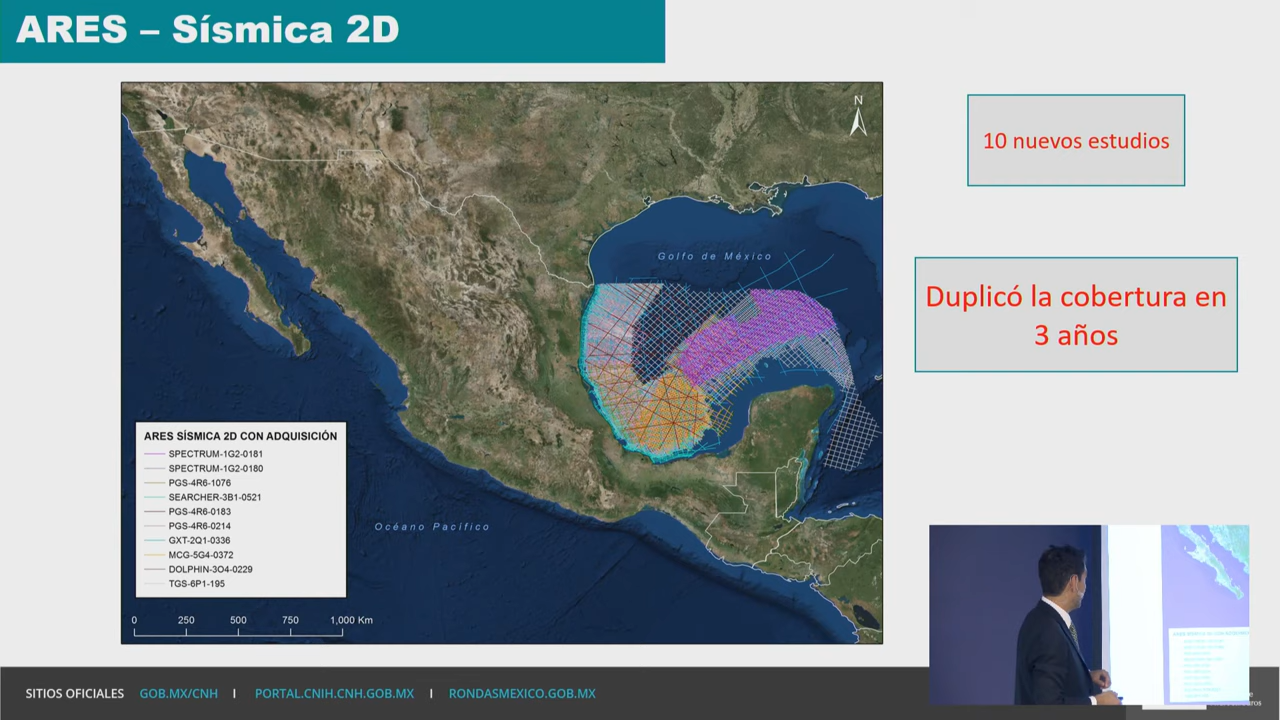 ARES – Sísmica 2D
N
10 nuevos estudios
Golfo de México
Duplicó la cobertura en
3 años
ARES SÍSMICA 2D CON ADQUISICIÓN
SPECTRUM-1G2-0181
SPECTRUM-1G2-0180
PGS-4R6-1076
SEARCHER-3B1-0521
PGS-4R6-0183
PGS-4R6-0214
GXT-2Q1-0336
MCG-5G4-0372
DOLPHIN-3O4-0229
TGS-6P1-195
Océano Pacífico
0 250 500 750 1,000 Km
SITIOS OFICIALES GOB.MX/CNH I PORTAL.CNIH.CNH.GOB.MX I RONDASMEXICO.GOB.MX